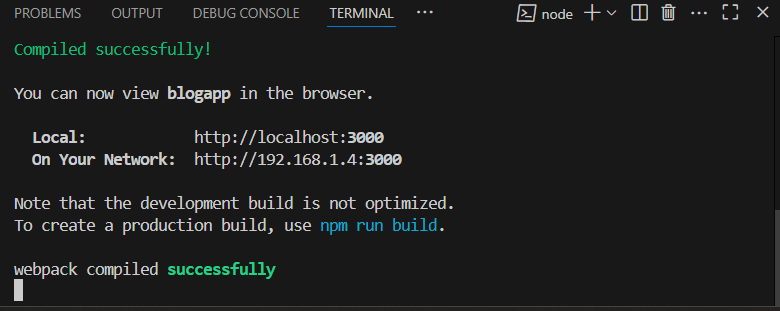 PROBLEMS OUTPUT DEBUG CONSOLE TERMINAL ··· node
Compiled successfully!
You can now view blogapp in the browser.
Local: http://localhost:3000
On Your Network: http://192.168.1.4:3000
Note that the development build is not optimized.
To create a production build, use npm run build.
webpack compiled successfully